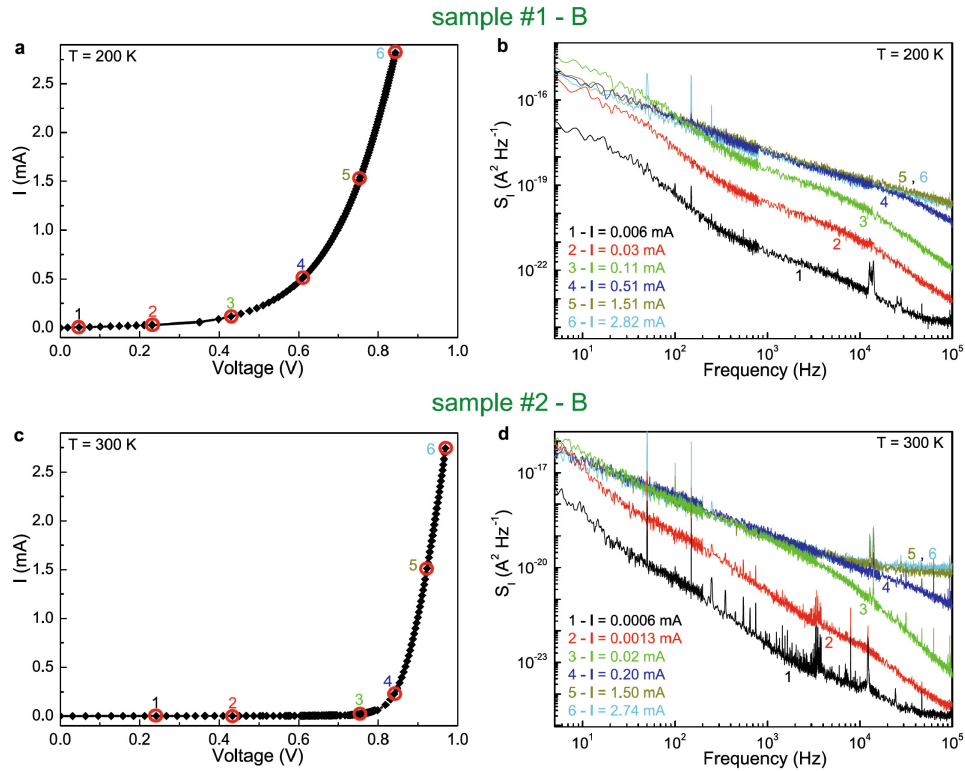 sample #1 - B
a
T = 200 K
I (mA)
2.5
2.0
1.5
1.0
0.5
0.0
1
2
3
4
5
6
0.0 0.2 0.4 0.6 0.8 1.0
Voltage (V)
b
T = 200 K
S_I (A² Hz⁻¹)
10⁻¹⁶
10⁻¹⁹
10⁻²²
5 , 6
4
3
2
1
1 - I = 0.006 mA
2 - I = 0.03 mA
3 - I = 0.11 mA
4 - I = 0.51 mA
5 - I = 1.51 mA
6 - I = 2.82 mA
10¹ 10² 10³ 10⁴ 10⁵
Frequency (Hz)
sample #2 - B
c
T = 300 K
I (mA)
2.5
2.0
1.5
1.0
0.5
0.0
1
2
3
4
5
6
0.0 0.2 0.4 0.6 0.8 1.0
Voltage (V)
d
T = 300 K
S_I (A² Hz⁻¹)
10⁻¹⁷
10⁻²⁰
10⁻²³
5 , 6
4
3
2
1
1 - I = 0.0006 mA
2 - I = 0.0013 mA
3 - I = 0.02 mA
4 - I = 0.20 mA
5 - I = 1.50 mA
6 - I = 2.74 mA
10¹ 10² 10³ 10⁴ 10⁵
Frequency (Hz)